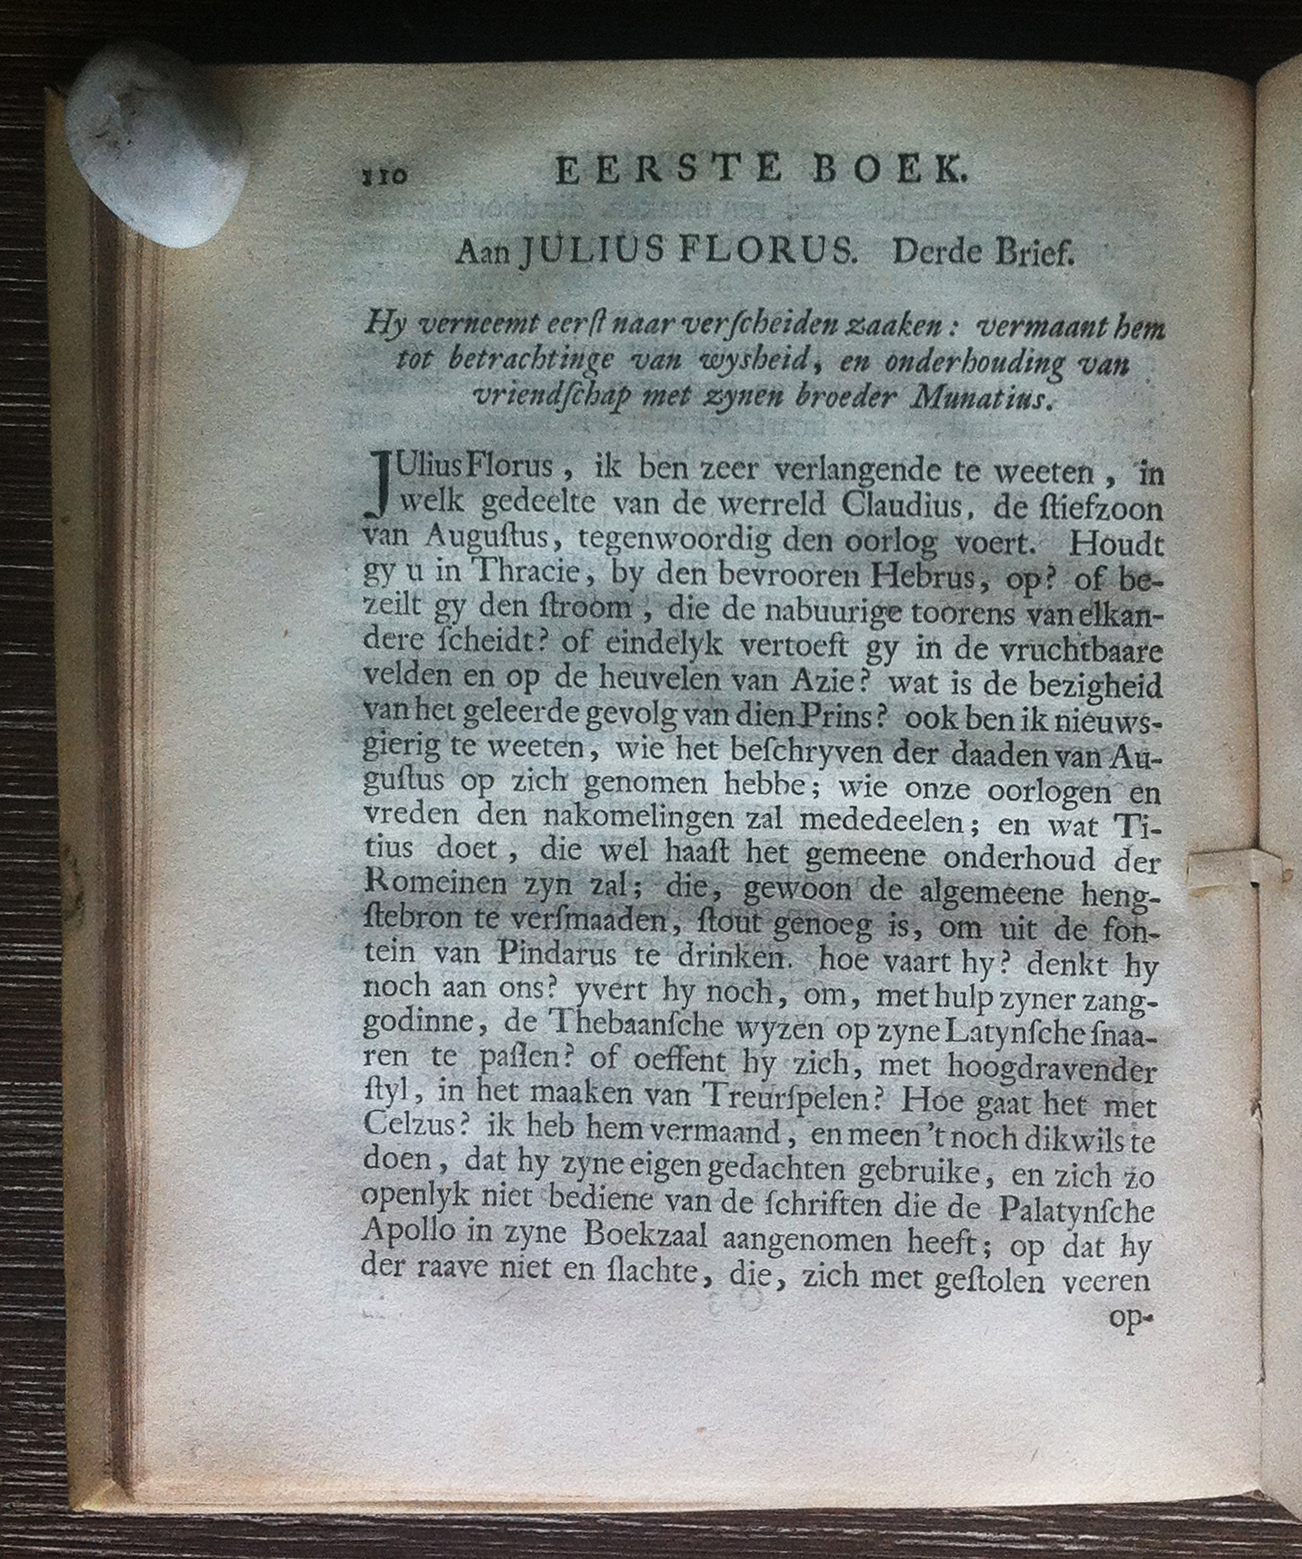 110 EERSTE BOEK.
Aan JULIUS FLORUS. Derde Brief.
Hy verneemt eerſt naar verſcheiden zaaken: vermaant hem
tot betrachtinge van wysheid, en onderhouding van
vriendſchap met zynen broeder Munatius.
JUlius Florus, ik ben zeer verlangende te weeten, in
welk gedeelte van de werreld Claudius, de ſtiefzoon
van Auguſtus, tegenwoordig den oorlog voert. Houdt
gy u in Thracie, by den bevrooren Hebrus, op? of be-
zeilt gy den ſtroom, die de nabuurige toorens van elkan-
dere ſcheidt? of eindelyk vertoeft gy in de vruchtbaare
velden en op de heuvelen van Azie? wat is de bezigheid
van het geleerde gevolg van dien Prins? ook ben ik nieuws-
gierig te weeten, wie het beſchryven der daaden van Au-
guſtus op zich genomen hebbe; wie onze oorlogen en
vreden den nakomelingen zal mededeelen; en wat Ti-
tius doet, die wel haaſt het gemeene onderhoud der
Romeinen zyn zal; die, gewoon de algemeene heng-
ſtebron te verſmaaden, ſtout genoeg is, om uit de fon-
tein van Pindarus te drinken. hoe vaart hy? denkt hy
noch aan ons? yvert hy noch, om, met hulp zyner zang-
godinne, de Thebaanſche wyzen op zyne Latynſche ſnaa-
ren te paſſen? of oeffent hy zich, met hoogdravender
ſtyl, in het maaken van Treurſpelen? Hoe gaat het met
Celzus? ik heb hem vermaand, en meen 't noch dikwils te
doen, dat hy zyne eigen gedachten gebruike, en zich zo
openlyk niet bediene van de ſchriften die de Palatynſche
Apollo in zyne Boekzaal aangenomen heeft; op dat hy
der raave niet en ſlachte, die, zich met geſtolen veeren
op-